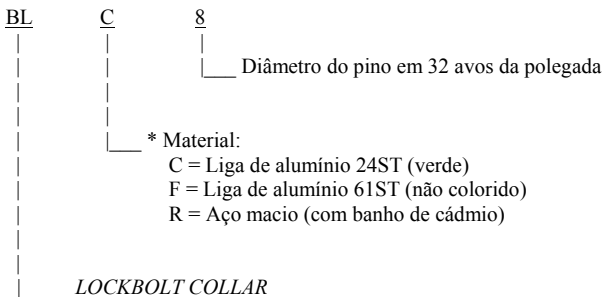 BL C 8
Diâmetro do pino em 32 avos da polegada
* Material:
C = Liga de alumínio 24ST (verde)
F = Liga de alumínio 61ST (não colorido)
R = Aço macio (com banho de cádmio)
LOCKBOLT COLLAR